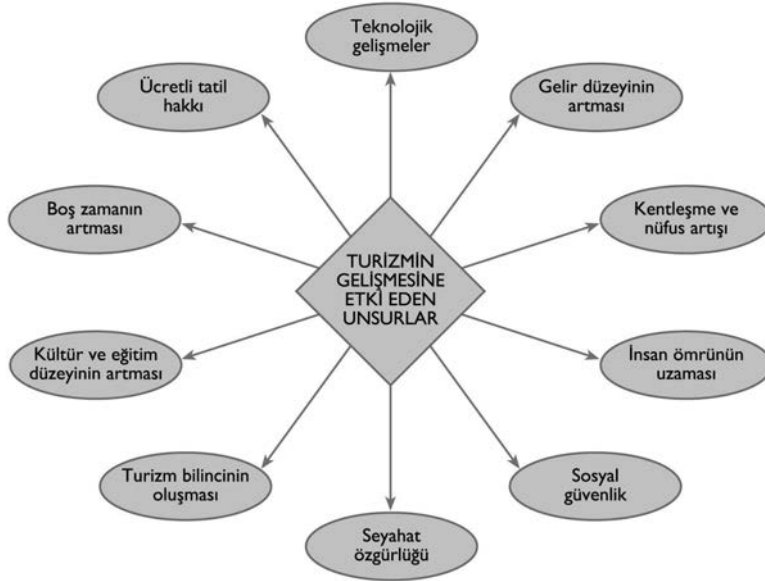 Teknolojik
gelişmeler
Ücretli tatil
hakkı
Gelir düzeyinin
artması
Boş zamanın
artması
Kentleşme ve
nüfus artışı
TURİZMİN
GELİŞMESİNE
ETKİ EDEN
UNSURLAR
Kültür ve eğitim
düzeyinin artması
İnsan ömrünün
uzaması
Turizm bilincinin
oluşması
Sosyal
güvenlik
Seyahat
özgürlüğü